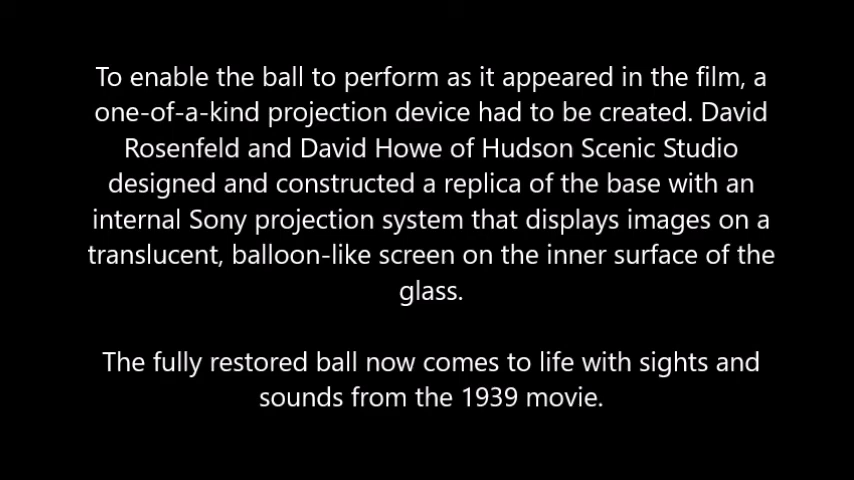 To enable the ball to perform as it appeared in the film, a
one-of-a-kind projection device had to be created. David
Rosenfeld and David Howe of Hudson Scenic Studio
designed and constructed a replica of the base with an
internal Sony projection system that displays images on a
translucent, balloon-like screen on the inner surface of the
glass.
The fully restored ball now comes to life with sights and
sounds from the 1939 movie.